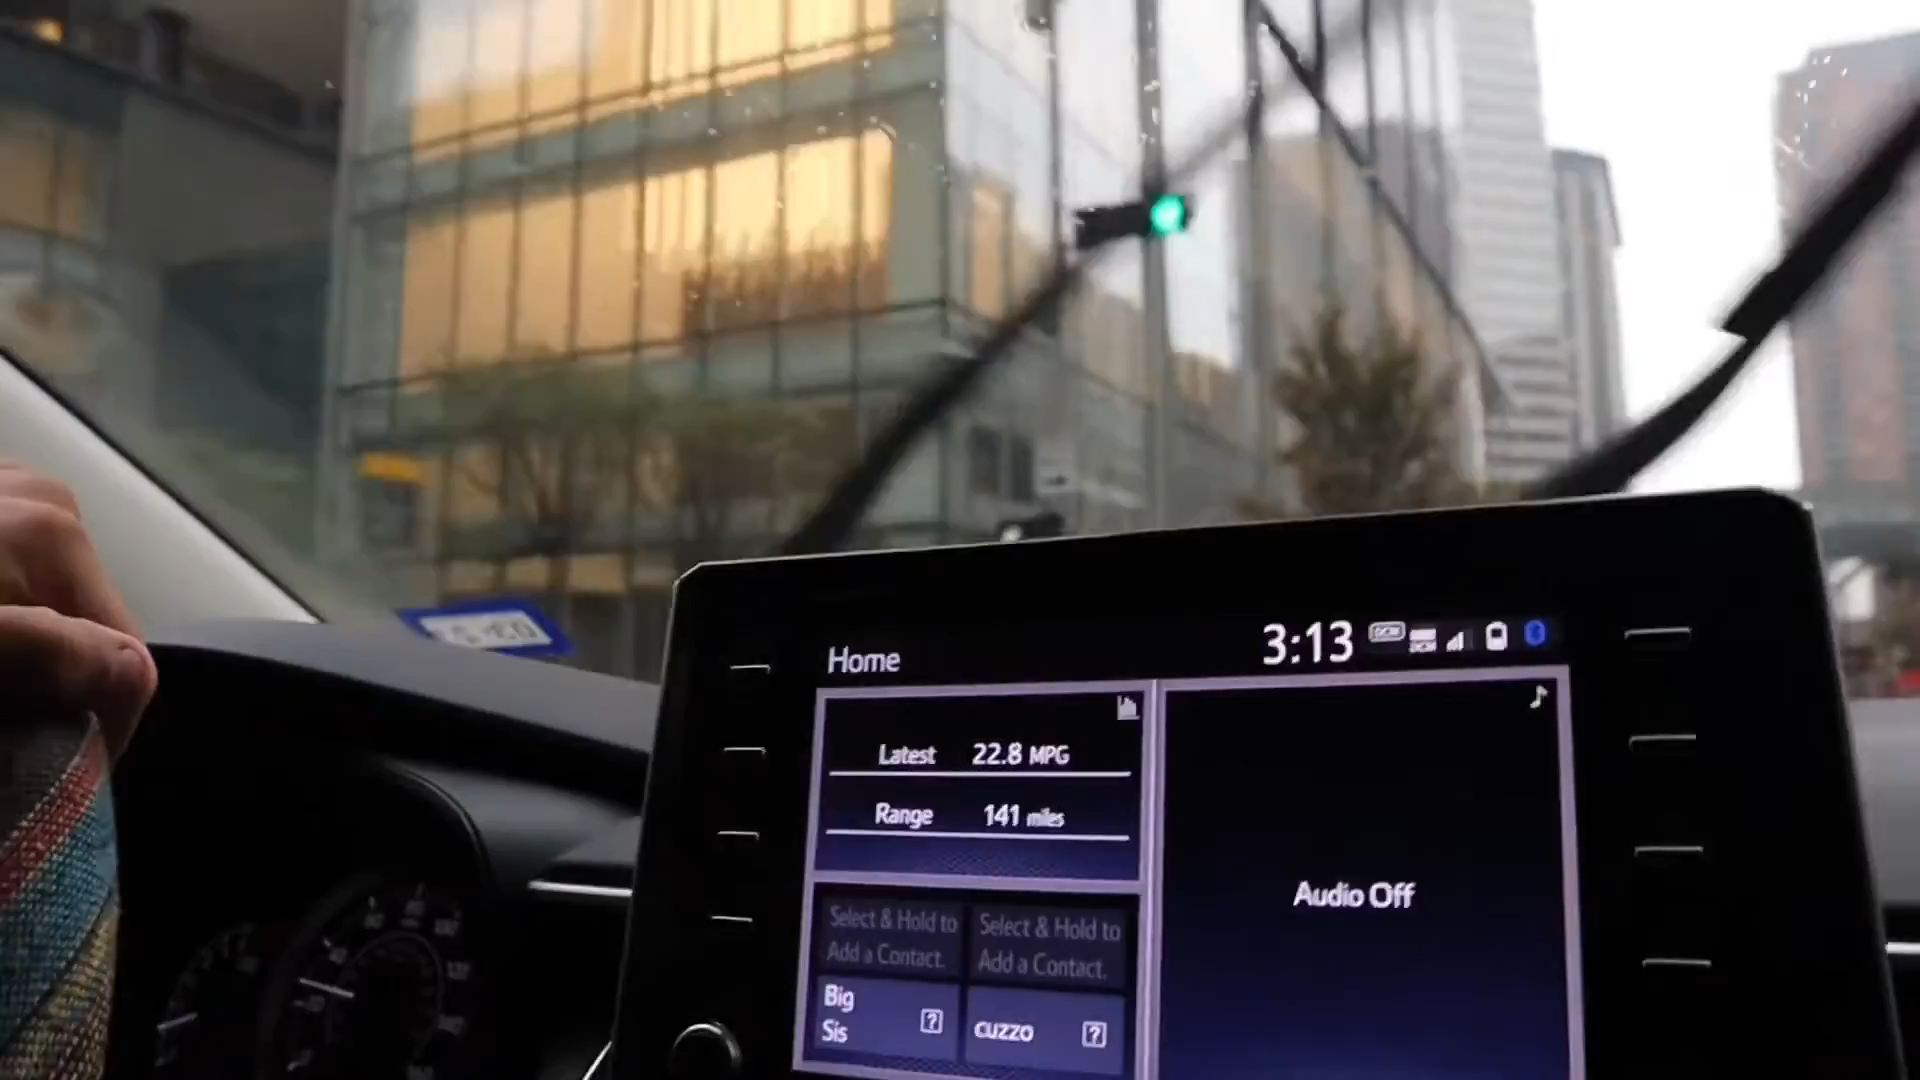 Home
3:13
Latest 22.8 MPG
Range 141 miles
Audio Off
Select & Hold to
Add a Contact.
Select & Hold to
Add a Contact.
Big
Sis
cuzzo